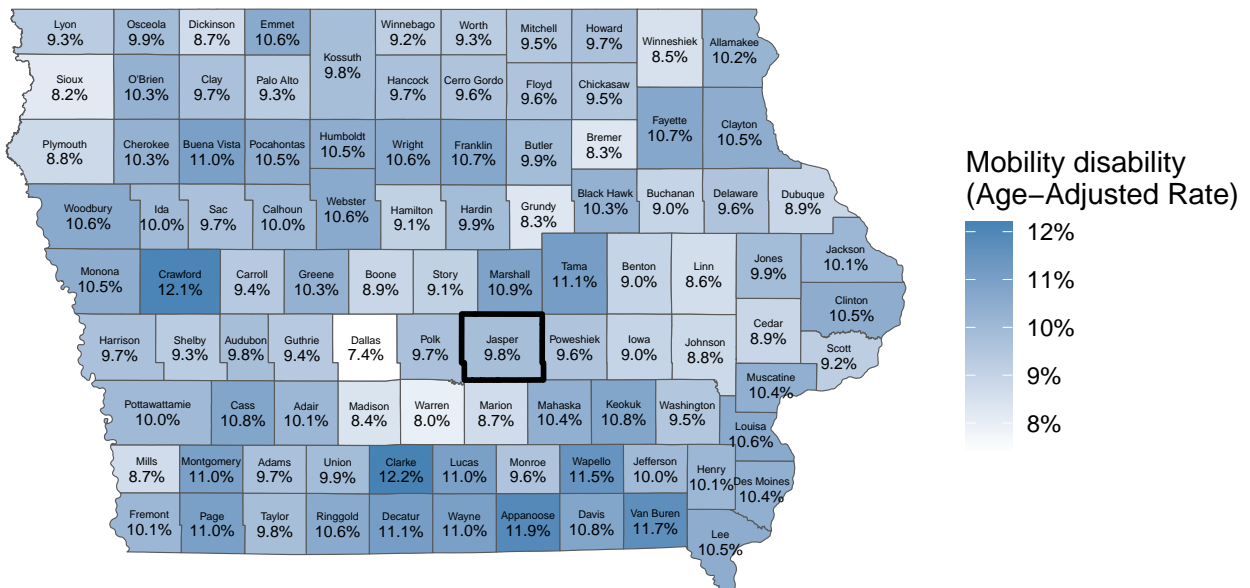 Lyon
9.3%
Osceola
9.9%
Dickinson
8.7%
Emmet
10.6%
Kossuth
9.8%
Winnebago
9.2%
Worth
9.3%
Mitchell
9.5%
Howard
9.7%
Winneshiek
8.5%
Allamakee
10.2%
Sioux
8.2%
O'Brien
10.3%
Clay
9.7%
Palo Alto
9.3%
Hancock
9.7%
Cerro Gordo
9.6%
Floyd
9.6%
Chickasaw
9.5%
Fayette
10.7%
Clayton
10.5%
Plymouth
8.8%
Cherokee
10.3%
Buena Vista
11.0%
Pocahontas
10.5%
Humboldt
10.5%
Wright
10.6%
Franklin
10.7%
Butler
9.9%
Bremer
8.3%
Woodbury
10.6%
Ida
10.0%
Sac
9.7%
Calhoun
10.0%
Webster
10.6%
Hamilton
9.1%
Hardin
9.9%
Grundy
8.3%
Black Hawk
10.3%
Buchanan
9.0%
Delaware
9.6%
Dubuque
8.9%
Monona
10.5%
Crawford
12.1%
Carroll
9.4%
Greene
10.3%
Boone
8.9%
Story
9.1%
Marshall
10.9%
Tama
11.1%
Benton
9.0%
Linn
8.6%
Jones
9.9%
Jackson
10.1%
Clinton
10.5%
Harrison
9.7%
Shelby
9.3%
Audubon
9.8%
Guthrie
9.4%
Dallas
7.4%
Polk
9.7%
Jasper
9.8%
Poweshiek
9.6%
Iowa
9.0%
Johnson
8.8%
Cedar
8.9%
Scott
9.2%
Muscatine
10.4%
Pottawattamie
10.0%
Cass
10.8%
Adair
10.1%
Madison
8.4%
Warren
8.0%
Marion
8.7%
Mahaska
10.4%
Keokuk
10.8%
Washington
9.5%
Louisa
10.6%
Mills
8.7%
Montgomery
11.0%
Adams
9.7%
Union
9.9%
Clarke
12.2%
Lucas
11.0%
Monroe
9.6%
Wapello
11.5%
Jefferson
10.0%
Henry
10.1%
Des Moines
10.4%
Fremont
10.1%
Page
11.0%
Taylor
9.8%
Ringgold
10.6%
Decatur
11.1%
Wayne
11.0%
Appanoose
11.9%
Davis
10.8%
Van Buren
11.7%
Lee
10.5%
Mobility disability
(Age−Adjusted Rate)
12%
11%
10%
9%
8%